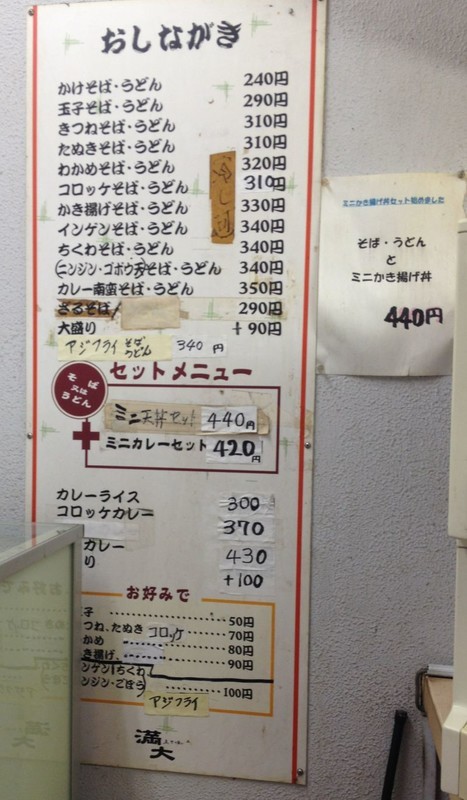 おしながき
かけそば・うどん 240円
玉子そば・うどん 290円
きつねそば・うどん 310円
たぬきそば・うどん 310円
わかめそば・うどん 320円
コロッケそば・うどん 310円
かき揚げそば・うどん 330円
インゲンそば・うどん 340円
ちくわそば・うどん 340円
(ニンジン・ゴボウ天)そば・うどん 340円
カレー南蛮そば・うどん 350円
ざるそば 290円
大盛り +90円
アジフライ そば うどん 340円
冷し可
そば又はうどん
セットメニュー
ミニ天丼セット 440円
ミニカレーセット 420円
カレーライス 300
コロッケカレー 370
カレー 430
り +100
お好みで
子 50円
つね、たぬき コロッケ 70円
かめ 80円
き揚げ、 90円
ンゲン ちくわ
ンジン・ごぼう 100円
アジフライ
満大
ミニかき揚げ丼セット始めました
そば・うどん
と
ミニかき揚げ丼
440円